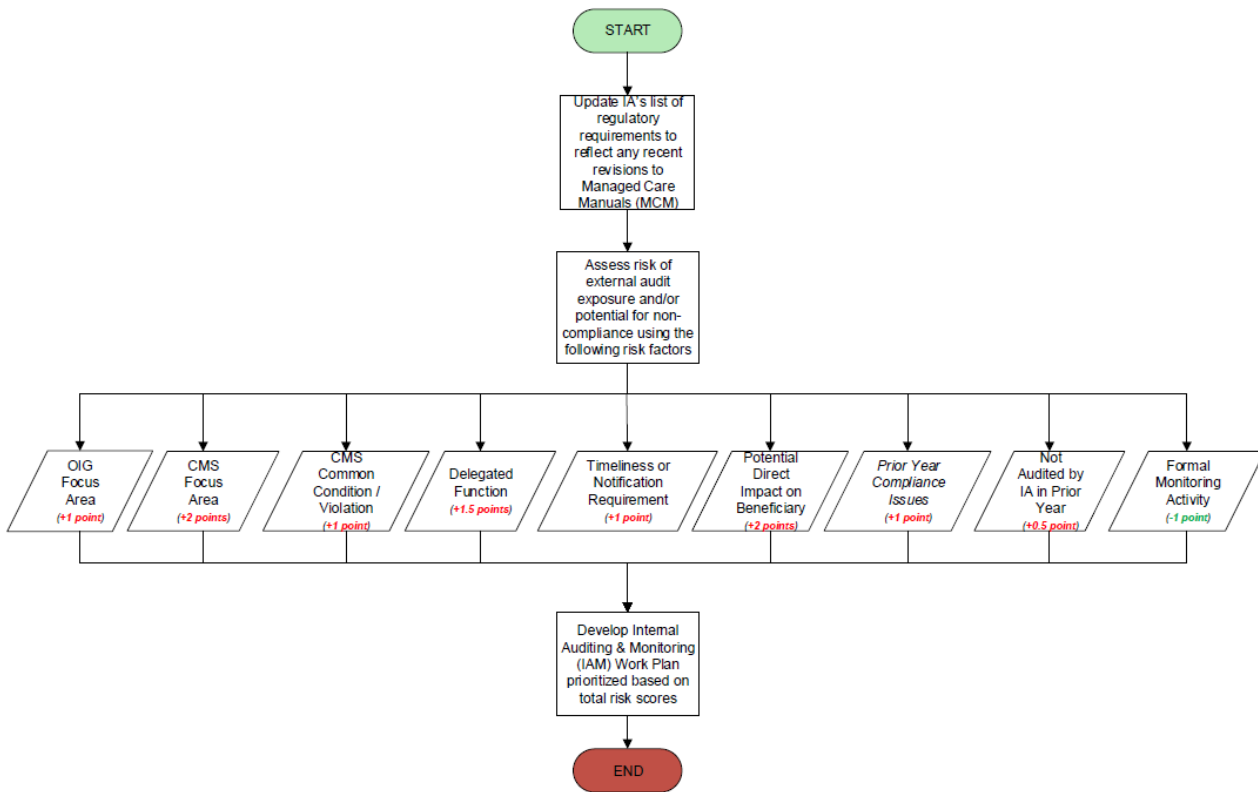 START
Update IA's list of
regulatory
requirements to
reflect any recent
revisions to
Managed Care
Manuals (MCM)
Assess risk of
external audit
exposure and/or
potential for non-
compliance using the
following risk factors
OIG
Focus
Area
(+1 point)
CMS
Focus
Area
(+2 points)
CMS
Common
Condition /
Violation
(+1 point)
Delegated
Function
(+1.5 points)
Timeliness or
Notification
Requirement
(+1 point)
Potential
Direct
Impact on
Beneficiary
(+2 points)
Prior Year
Compliance
Issues
(+1 point)
Not
Audited by
IA in Prior
Year
(+0.5 point)
Formal
Monitoring
Activity
(-1 point)
Develop Internal
Auditing & Monitoring
(IAM) Work Plan
prioritized based on
total risk scores
END